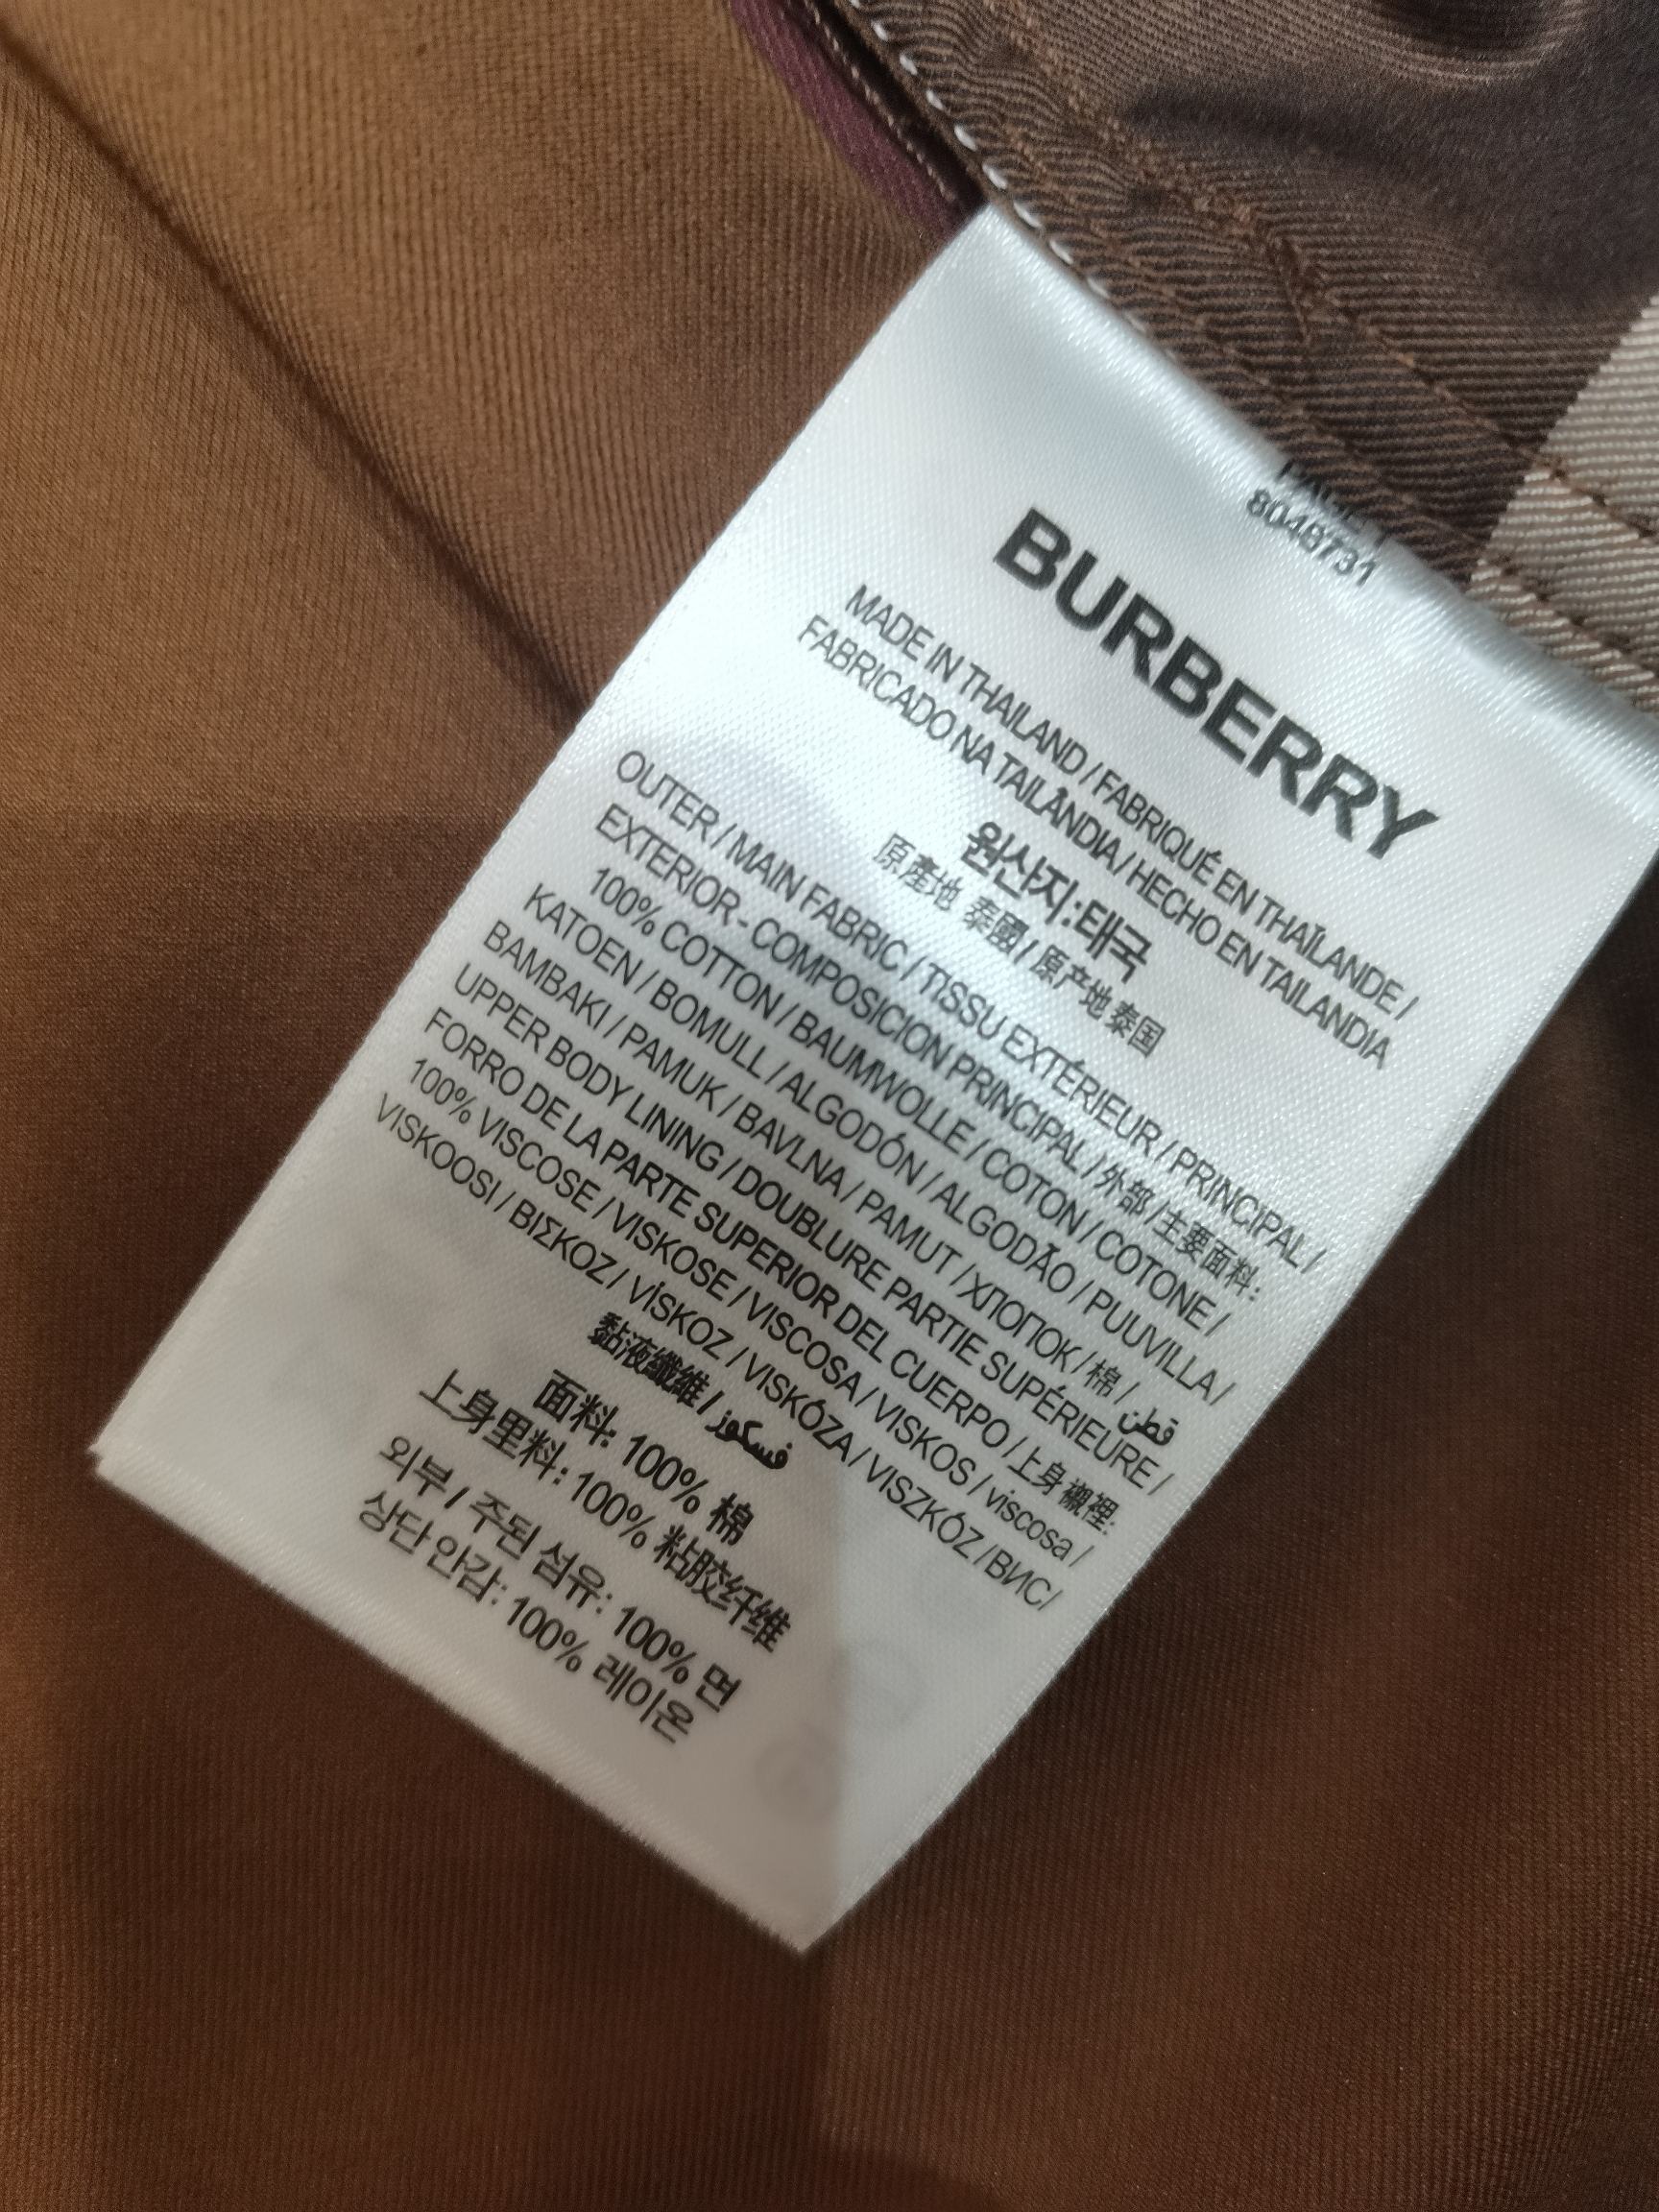 8048731
BURBERRY
MADE IN THAILAND / FABRIQUÉ EN THAÏLANDE /
FABRICADO NA TAILÂNDIA / HECHO EN TAILANDIA
원산지:태국
原產地 泰國 / 原产地 泰国
OUTER / MAIN FABRIC / TISSU EXTÉRIEUR / PRINCIPAL /
EXTERIOR - COMPOSICION PRINCIPAL / 外部 / 主要面料:
100% COTTON / BAUMWOLLE / COTON / COTONE /
KATOEN / BOMULL / ALGODÓN / ALGODÃO / PUUVILLA /
BAMBAKI / PAMUK / BAVLNA / PAMUT / ХЛОПОК / 棉 / قطن
UPPER BODY LINING / DOUBLURE PARTIE SUPÉRIEURE /
FORRO DE LA PARTE SUPERIOR DEL CUERPO / 上身 襯裡:
100% VISCOSE / VISKOSE / VISCOSA / VISKOS / viscosa /
VISKOOSI / ΒΙΣΚΟΖ / VİSKOZ / VISKÓZA / VISZKÓZ / ВИС/
黏液纖維 / فسكوز
面料: 100% 棉
上身里料: 100% 粘胶纤维
외부 / 주된 섬유: 100% 면
상단 안감: 100% 레이온